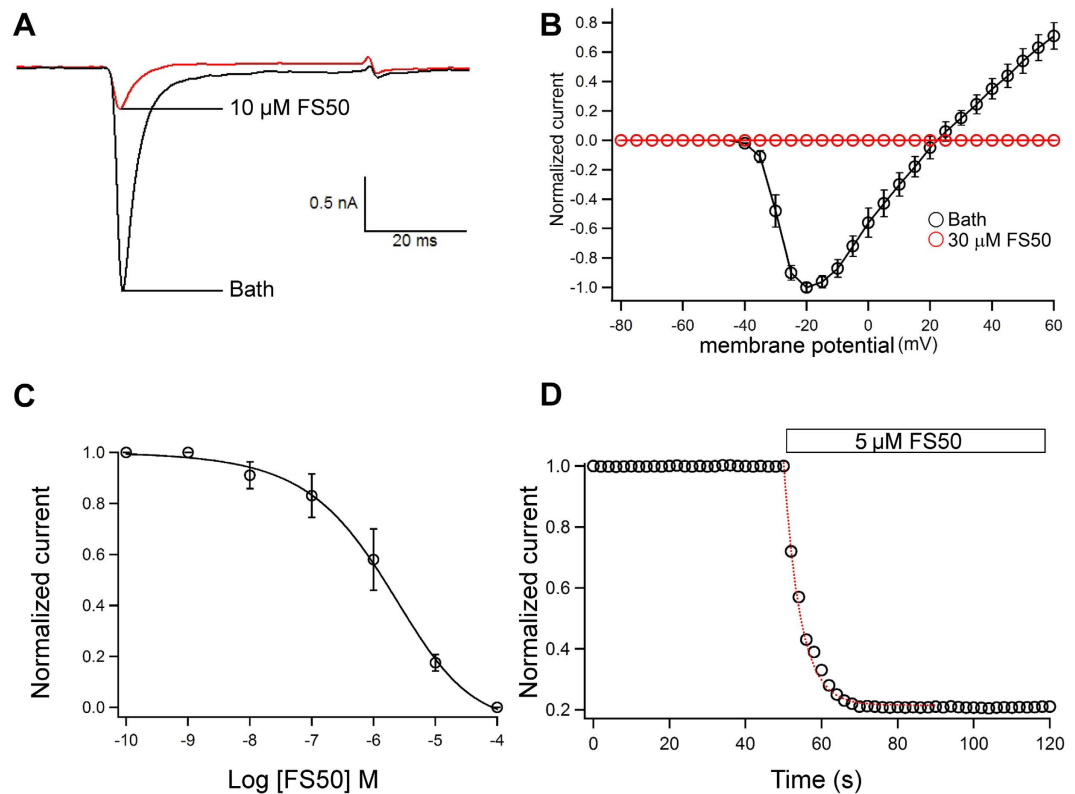 A
10 µM FS50
0.5 nA
20 ms
Bath
B
Normalized current
0.8
0.6
0.4
0.2
0.0
-0.2
-0.4
-0.6
-0.8
-1.0
Bath
30 µM FS50
-80 -60 -40 -20 0 20 40 60
membrane potential (mV)
C
Normalized current
1.0
0.8
0.6
0.4
0.2
0.0
-10 -9 -8 -7 -6 -5 -4
Log [FS50] M
D
5 µM FS50
Normalized current
1.0
0.8
0.6
0.4
0.2
0 20 40 60 80 100 120
Time (s)